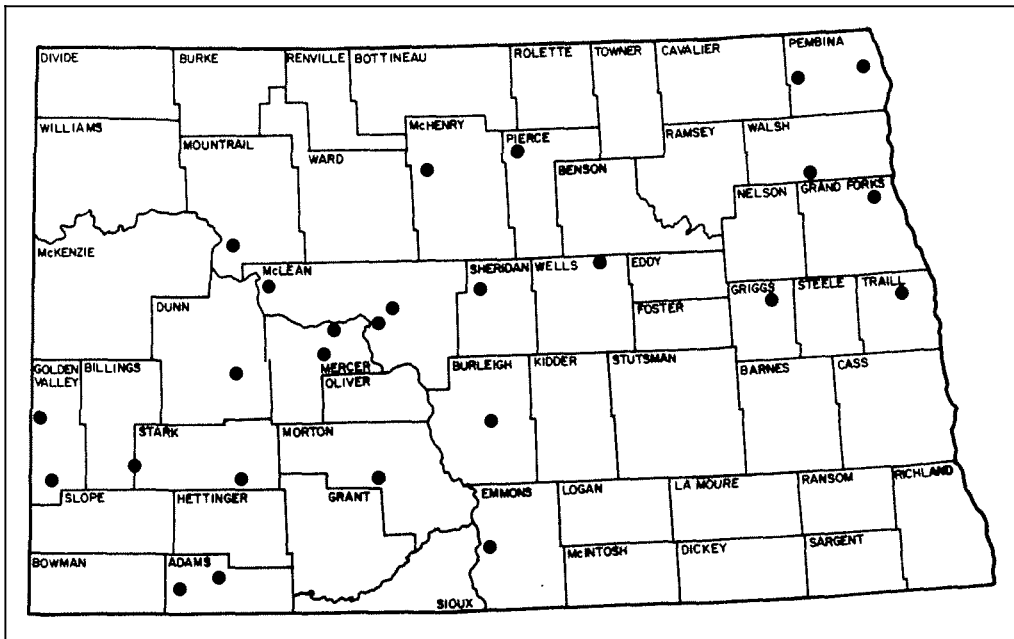 DIVIDE
BURKE
RENVILLE
BOTTINEAU
ROLETTE
TOWNER
CAVALIER
PEMBINA
WILLIAMS
MOUNTRAIL
WARD
McHENRY
PIERCE
BENSON
RAMSEY
WALSH
NELSON
GRAND FORKS
McKENZIE
DUNN
McLEAN
SHERIDAN
WELLS
EDDY
FOSTER
GRIGGS
STEELE
TRAILL
GOLDEN
VALLEY
BILLINGS
MERCER
OLIVER
BURLEIGH
KIDDER
STUTSMAN
BARNES
CASS
STARK
MORTON
SLOPE
HETTINGER
GRANT
EMMONS
LOGAN
LA MOURE
RANSOM
RICHLAND
BOWMAN
ADAMS
SIOUX
McINTOSH
DICKEY
SARGENT